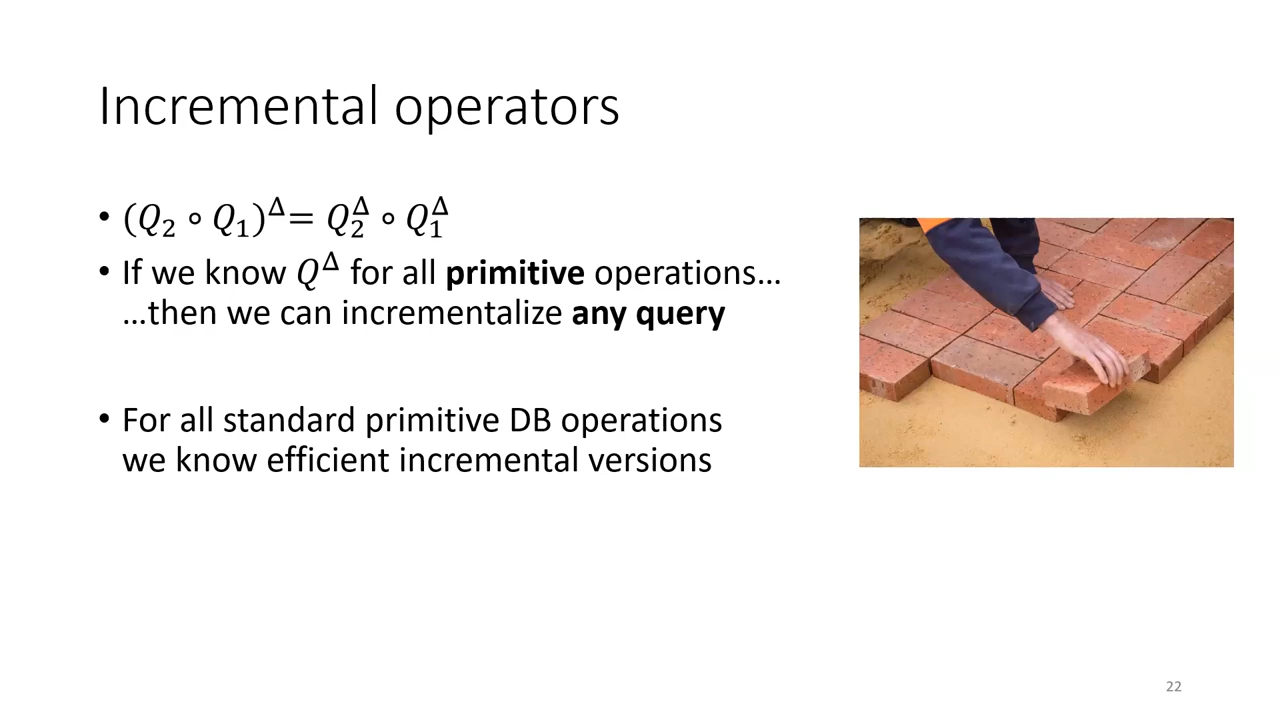 Incremental operators
• (𝑄₂ ∘ 𝑄₁)^Δ = 𝑄₂^Δ ∘ 𝑄₁^Δ
• If we know 𝑄^Δ for all primitive operations…
…then we can incrementalize any query
• For all standard primitive DB operations
we know efficient incremental versions
22